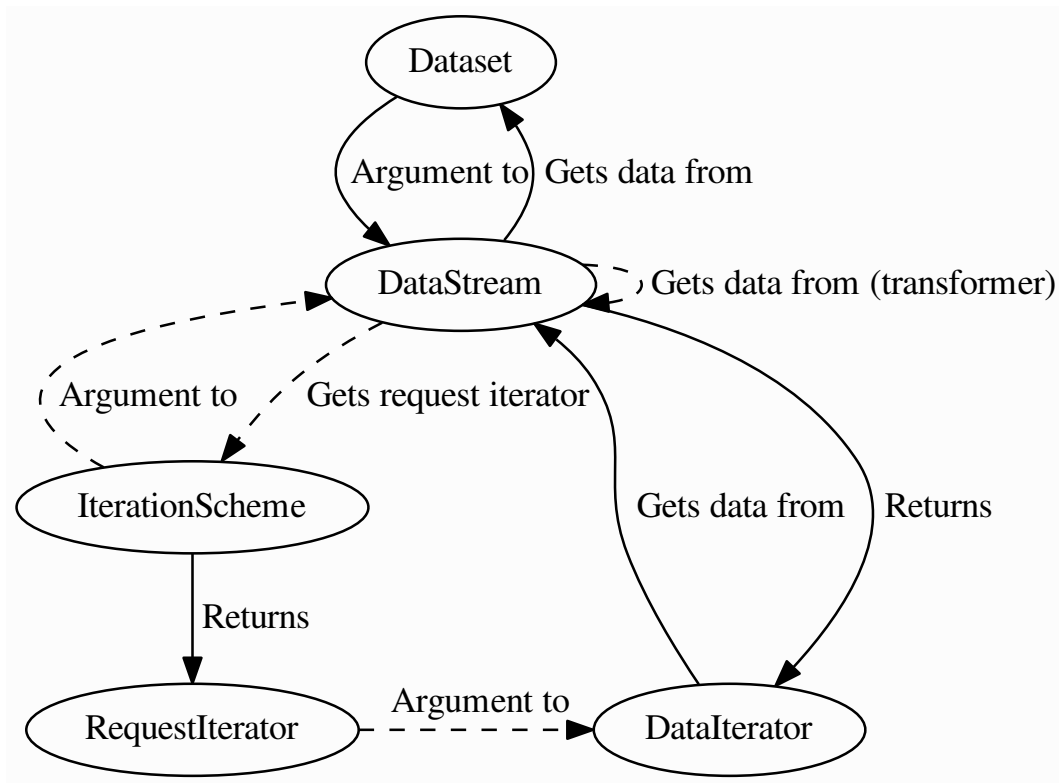 Dataset
Argument to
Gets data from
DataStream
Gets data from (transformer)
Argument to
Gets request iterator
IterationScheme
Gets data from
Returns
Returns
Argument to
RequestIterator
DataIterator